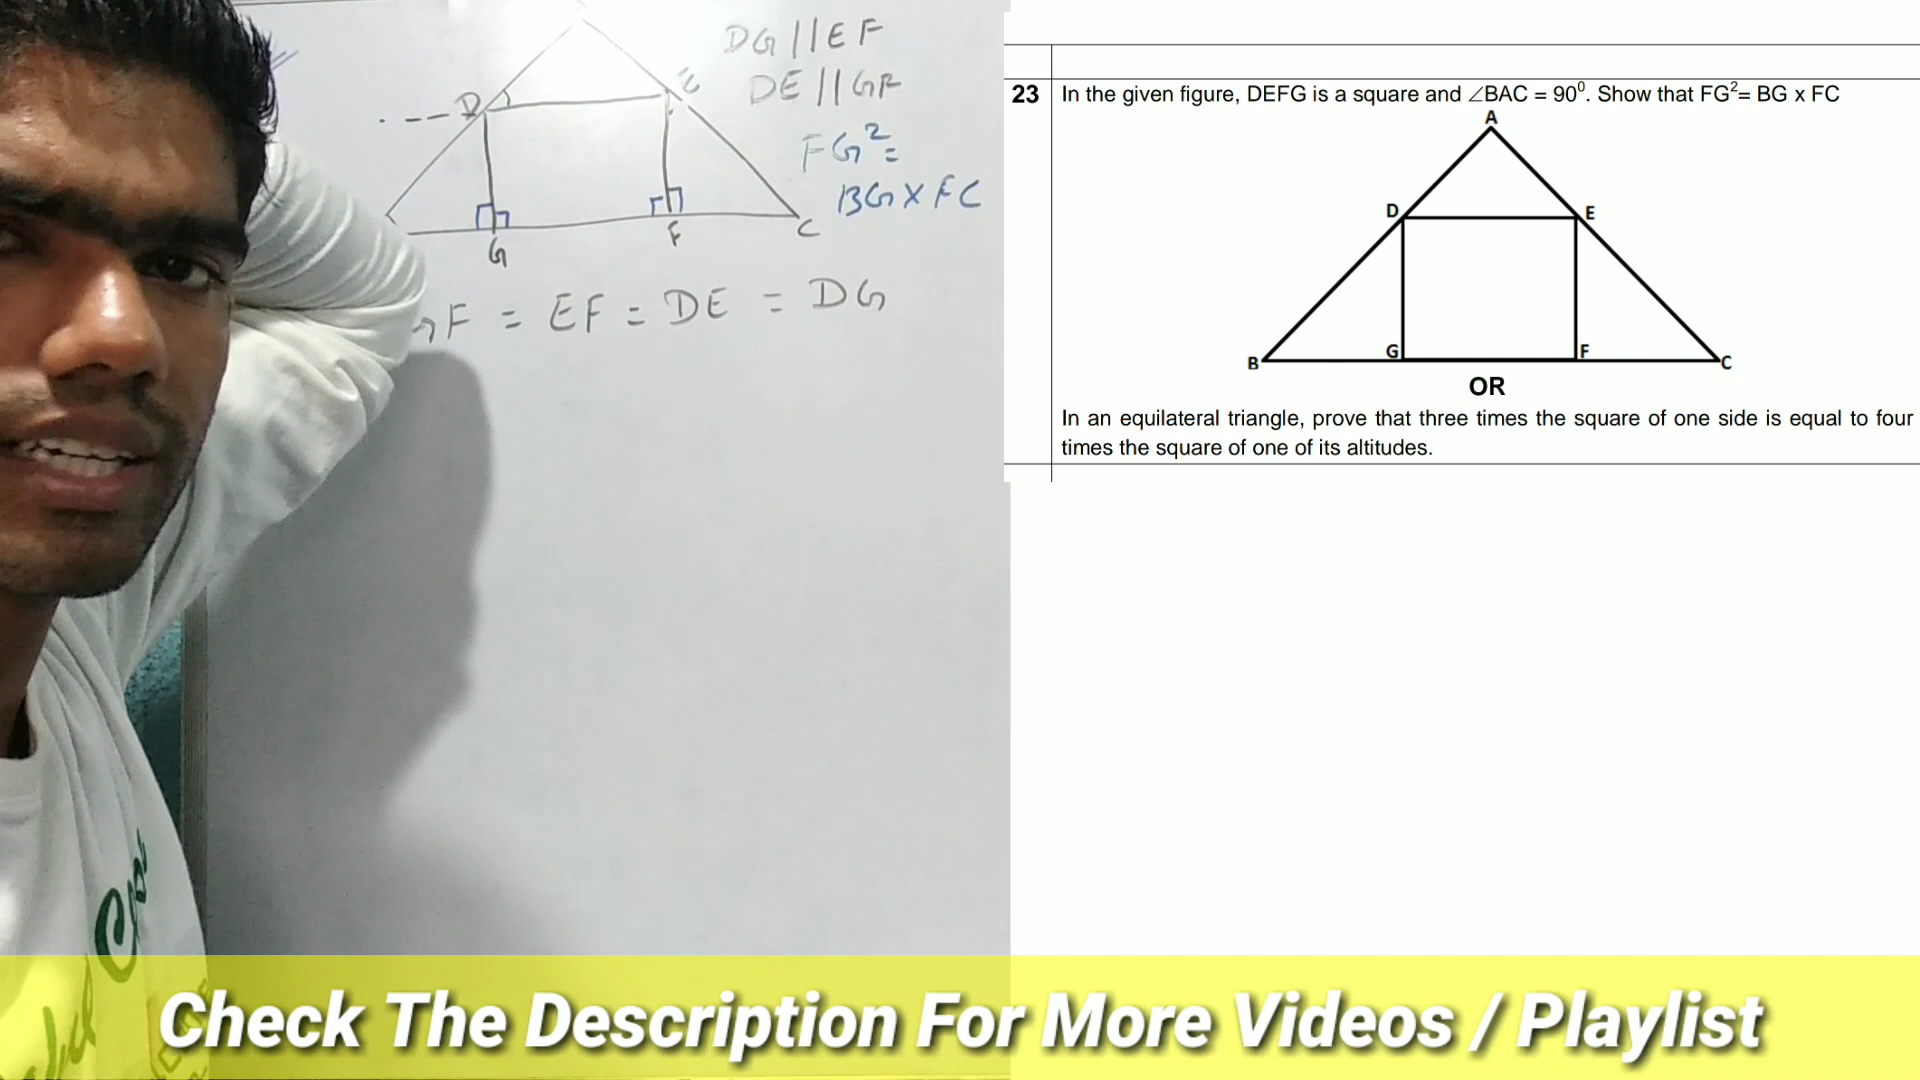 DG // EF
DE // GF
FG² =
BG X FC
D
E
G
F
C
GF = EF = DE = DG
23 In the given figure, DEFG is a square and ∠BAC = 90⁰. Show that FG²= BG x FC
A
D
E
B
G
F
C
OR
In an equilateral triangle, prove that three times the square of one side is equal to four
times the square of one of its altitudes.
Check The Description For More Videos / Playlist